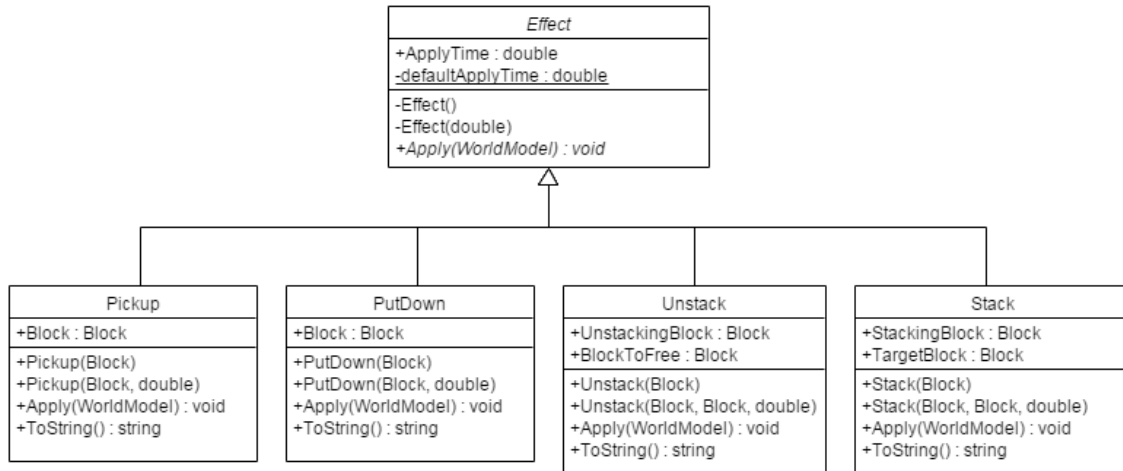 Effect
+ApplyTime : double
-defaultApplyTime : double
-Effect()
-Effect(double)
+Apply(WorldModel) : void
Pickup
+Block : Block
+Pickup(Block)
+Pickup(Block, double)
+Apply(WorldModel) : void
+ToString() : string
PutDown
+Block : Block
+PutDown(Block)
+PutDown(Block, double)
+Apply(WorldModel) : void
+ToString() : string
Unstack
+UnstackingBlock : Block
+BlockToFree : Block
+Unstack(Block)
+Unstack(Block, Block, double)
+Apply(WorldModel) : void
+ToString() : string
Stack
+StackingBlock : Block
+TargetBlock : Block
+Stack(Block)
+Stack(Block, Block, double)
+Apply(WorldModel) : void
+ToString() : string